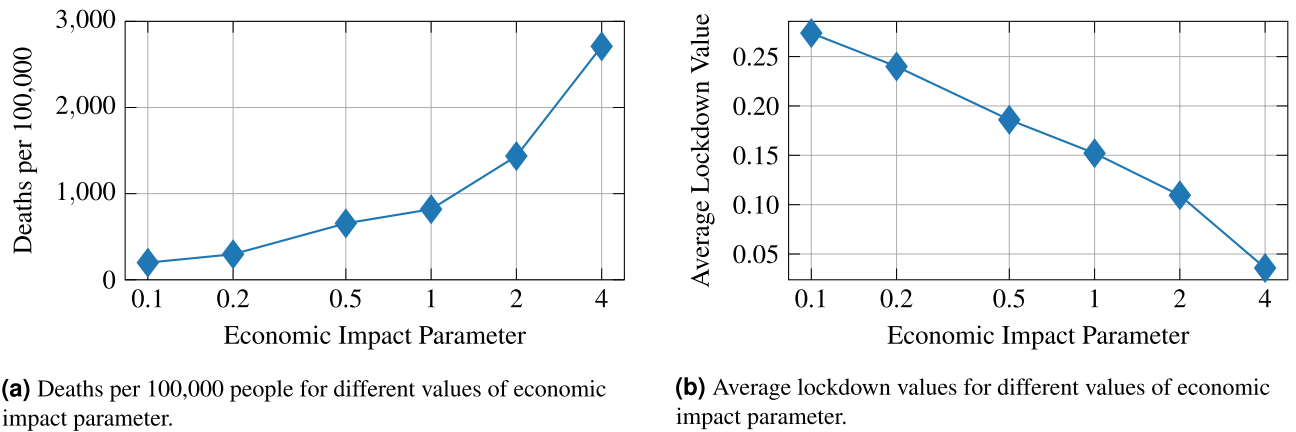 3,000
2,000
1,000
0
Deaths per 100,000
0.1 0.2 0.5 1 2 4
Economic Impact Parameter
(a) Deaths per 100,000 people for different values of economic
impact parameter.
0.25
0.20
0.15
0.10
0.05
Average Lockdown Value
0.1 0.2 0.5 1 2 4
Economic Impact Parameter
(b) Average lockdown values for different values of economic
impact parameter.